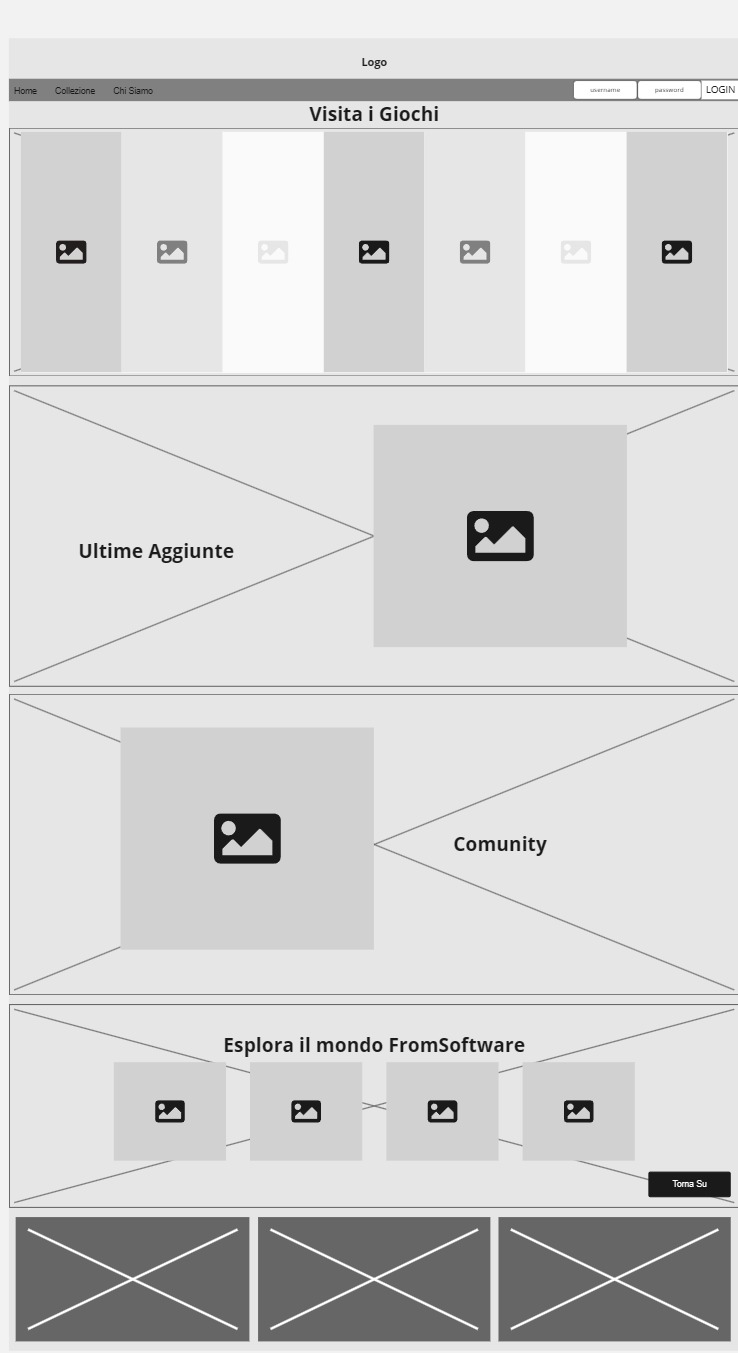 Logo
Home Collezione Chi Siamo username password LOGIN
Visita i Giochi
Ultime Aggiunte
Comunity
Esplora il mondo FromSoftware
Torna Su